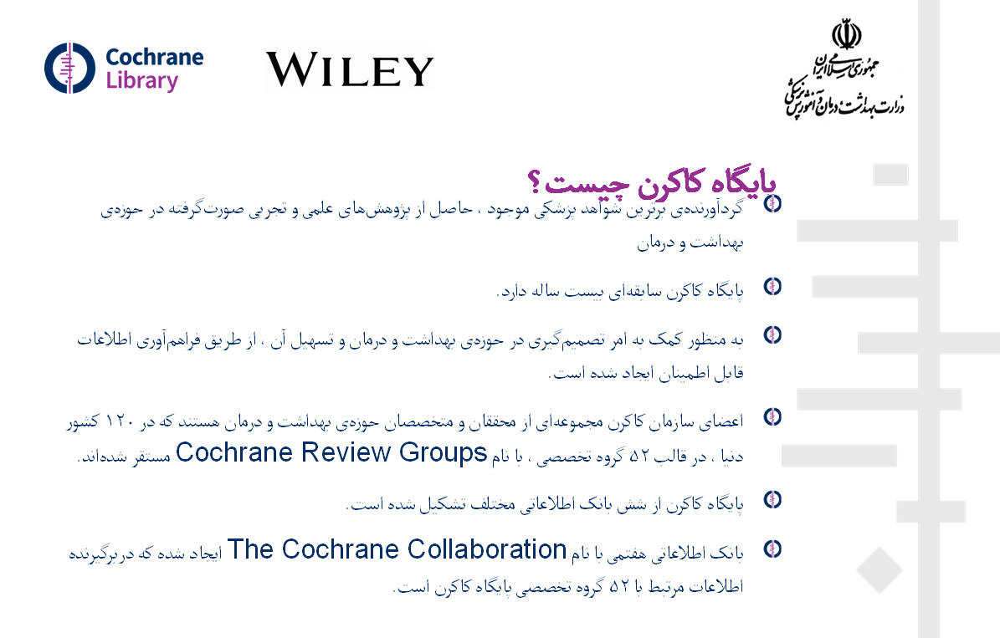 Cochrane
Library
WILEY
جمهوری اسلامی ایران
وزارت بهداشت، درمان و آموزش پزشکی
پایگاه کاکرن چیست؟
گردآورنده‌ی برترین شواهد پزشکی موجود ، حاصل از پژوهش‌های علمی و تجربی صورت‌گرفته در حوزه‌ی
بهداشت و درمان
پایگاه کاکرن سابقه‌ای بیست ساله دارد.
به منظور کمک به امر تصمیم‌گیری در حوزه‌ی بهداشت و درمان و تسهیل آن ، از طریق فراهم‌آوری اطلاعات
قابل اطمینان ایجاد شده است.
اعضای سازمان کاکرن مجموعه‌ای از محققان و متخصصان حوزه‌ی بهداشت و درمان هستند که در ۱۲۰ کشور
دنیا ، در قالب ۵۲ گروه تخصصی ، با نام Cochrane Review Groups مستقر شده‌اند.
پایگاه کاکرن از شش بانک اطلاعاتی مختلف تشکیل شده است.
بانک اطلاعاتی هفتمی با نام The Cochrane Collaboration ایجاد شده که دربرگیرنده
اطلاعات مرتبط با ۵۲ گروه تخصصی پایگاه کاکرن است.